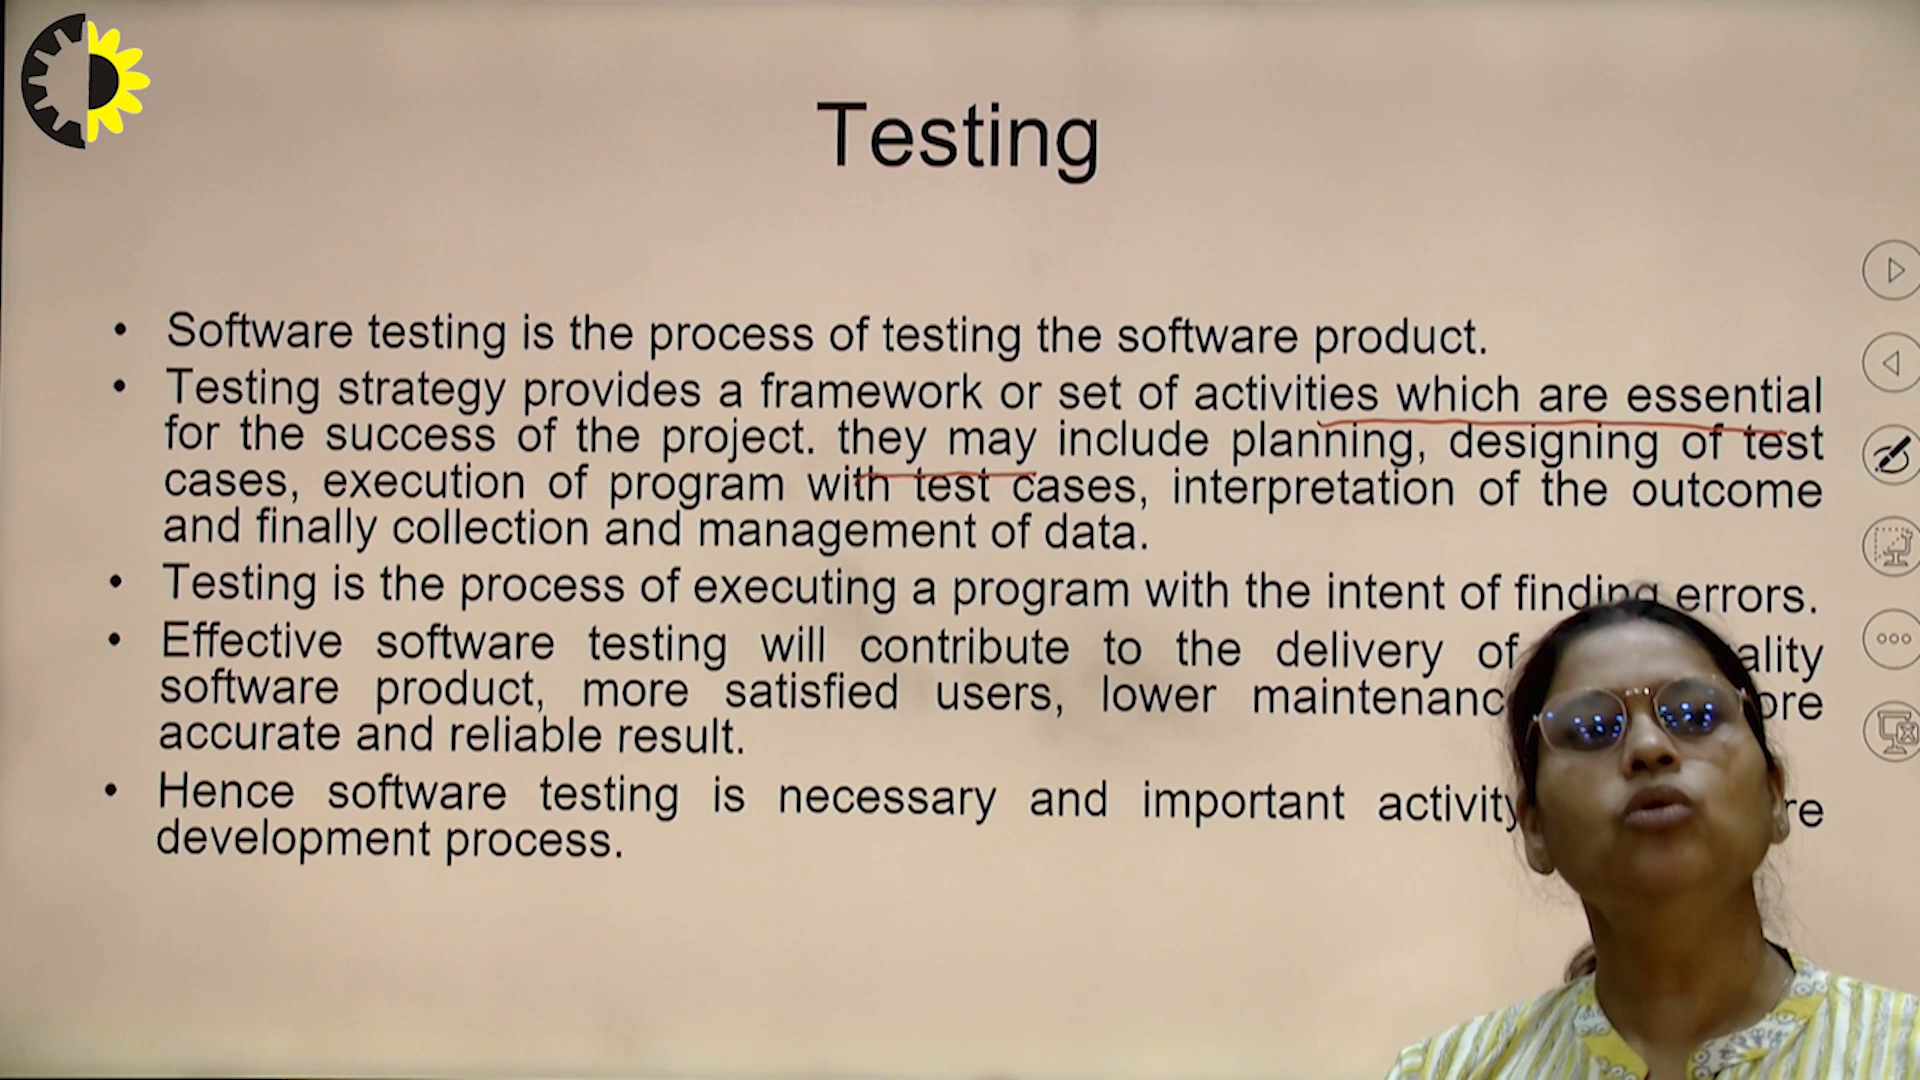 Testing
• Software testing is the process of testing the software product.
• Testing strategy provides a framework or set of activities which are essential
for the success of the project. they may include planning, designing of test
cases, execution of program with test cases, interpretation of the outcome
and finally collection and management of data.
• Testing is the process of executing a program with the intent of finding errors.
• Effective software testing will contribute to the delivery of
software product, more satisfied users, lower maintenanc
accurate and reliable result.
• Hence software testing is necessary and important activity
development process.